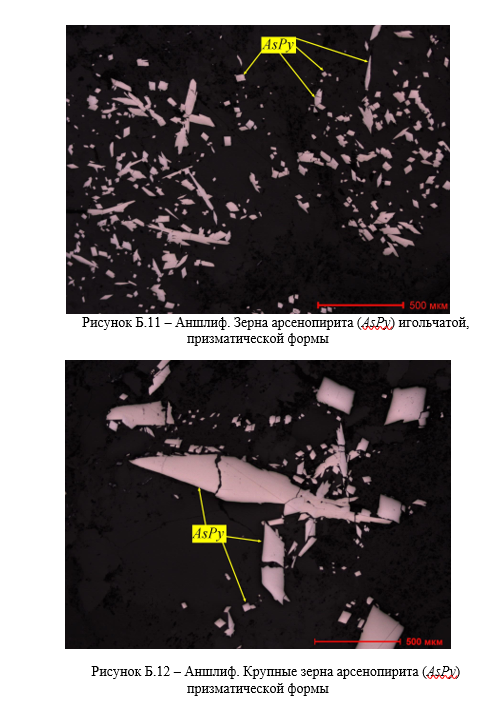 AsPy
500 мкм
Рисунок Б.11 – Аншлиф. Зерна арсенопирита (AsPy) игольчатой,
призматической формы
AsPy
500 мкм
Рисунок Б.12 – Аншлиф. Крупные зерна арсенопирита (AsPy)
призматической формы